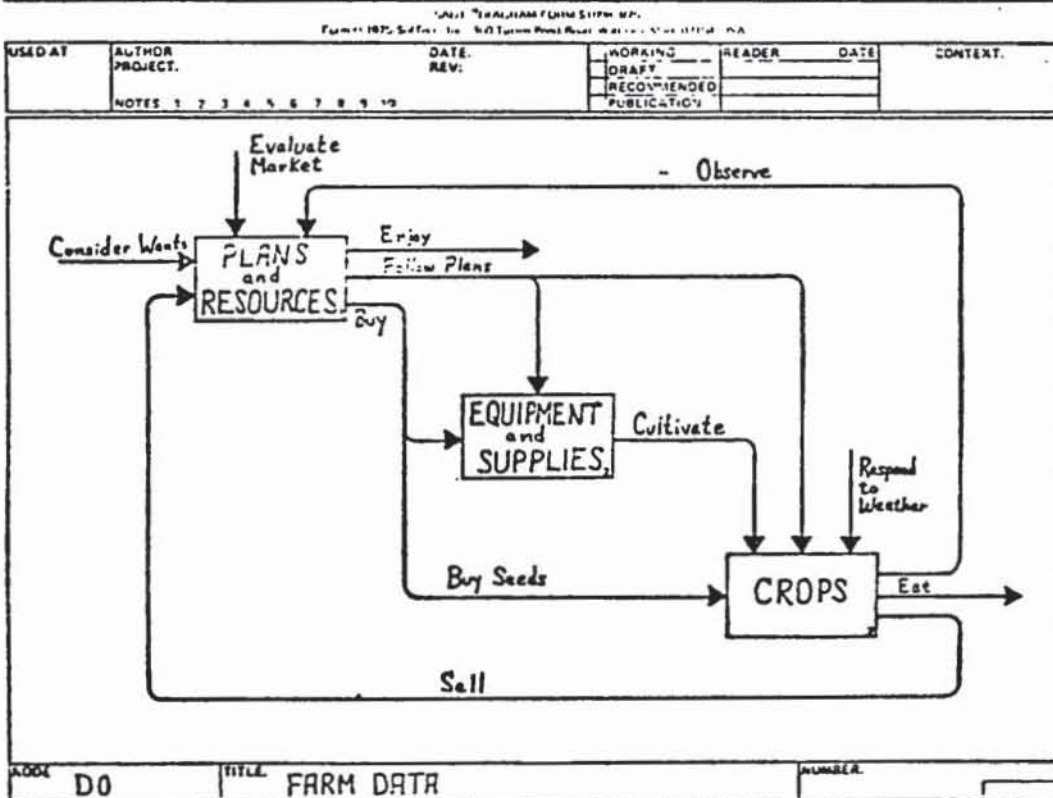 USED AT
AUTHOR
PROJECT.
DATE.
REV:
NOTES 1 2 3 4 5 6 7 8 9 10
WORKING
DRAFT
RECOMMENDED
PUBLICATION
READER DATE
CONTEXT.
Evaluate
Market
Observe
Consider Wants
PLANS
and
RESOURCES
Enjoy
Follow Plans
Buy
EQUIPMENT
and
SUPPLIES
2
Cultivate
Respond
to
Weather
Buy Seeds
CROPS
Eat
Sell
NODE
D0
TITLE
FARM DATA
NUMBER